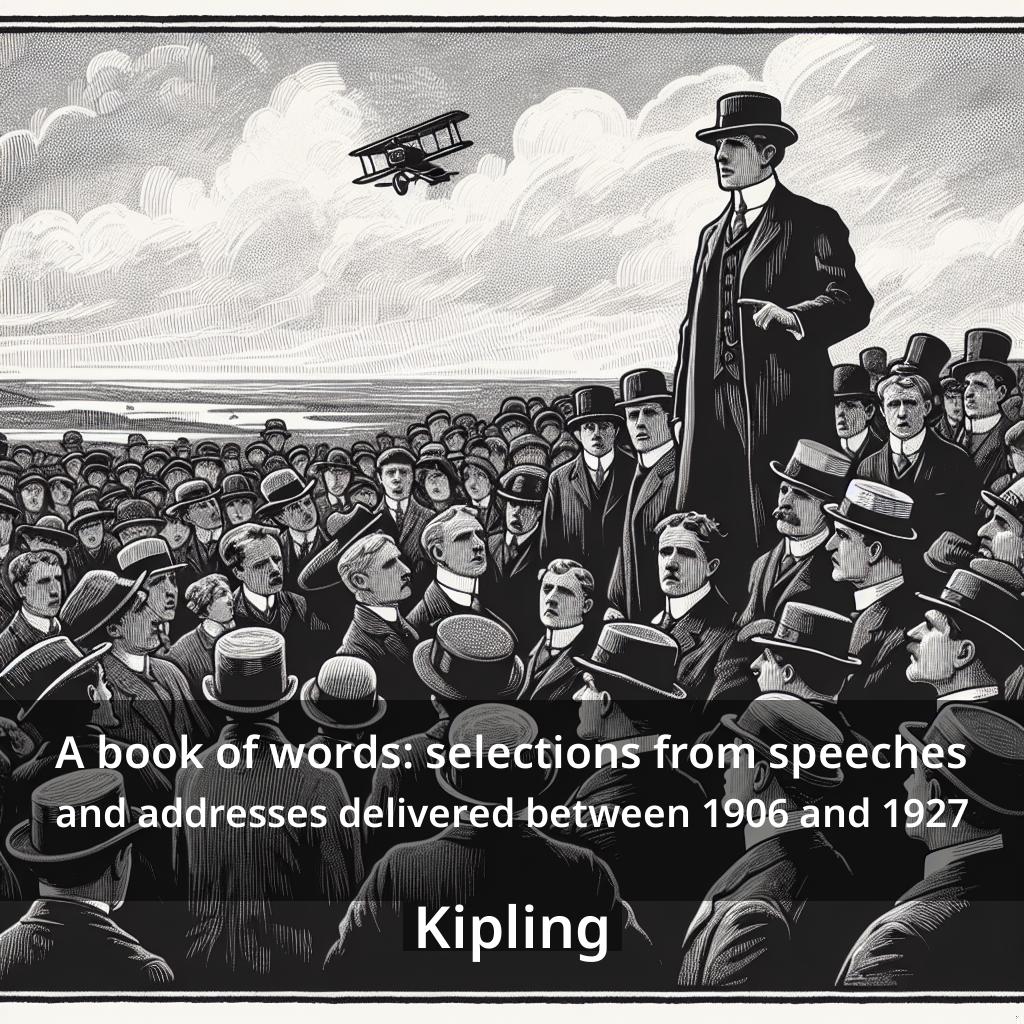 A book of words: selections from speeches
and addresses delivered between 1906 and 1927
Kipling